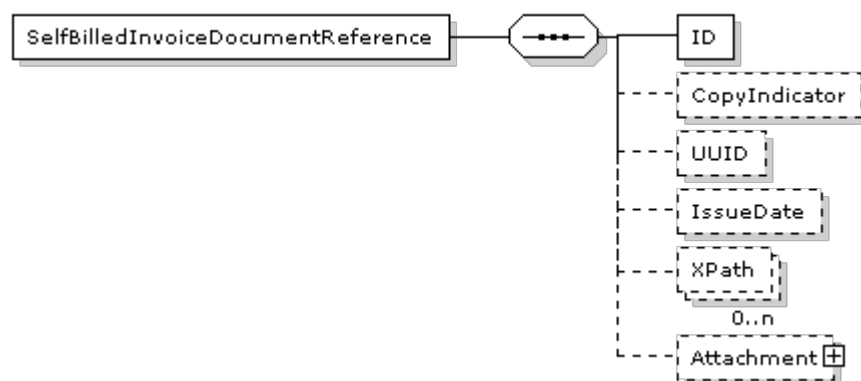 SelfBilledInvoiceDocumentReference
ID
CopyIndicator
UUID
IssueDate
XPath
0..n
Attachment